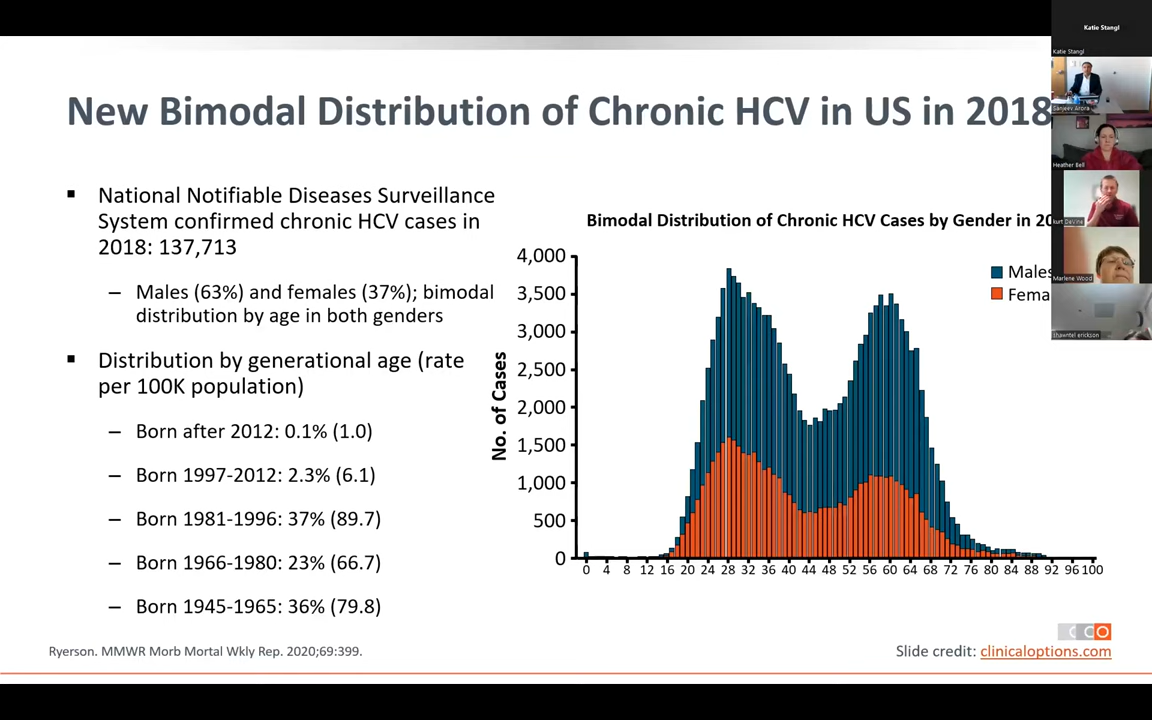 Katie Stangl
Katie Stangl
New Bimodal Distribution of Chronic HCV in US in 2018
Sanjeev Arora
Heather Bell
kurt DeVine
Marlene Wood
shawntel erickson
▪ National Notifiable Diseases Surveillance
System confirmed chronic HCV cases in
2018: 137,713
– Males (63%) and females (37%); bimodal
distribution by age in both genders
▪ Distribution by generational age (rate
per 100K population)
– Born after 2012: 0.1% (1.0)
– Born 1997-2012: 2.3% (6.1)
– Born 1981-1996: 37% (89.7)
– Born 1966-1980: 23% (66.7)
– Born 1945-1965: 36% (79.8)
Bimodal Distribution of Chronic HCV Cases by Gender in 20
Males
Fema
No. of Cases
4,000
3,500
3,000
2,500
2,000
1,500
1,000
500
0
0 4 8 12 16 20 24 28 32 36 40 44 48 52 56 60 64 68 72 76 80 84 88 92 96 100
CCO
Ryerson. MMWR Morb Mortal Wkly Rep. 2020;69:399.
Slide credit: clinicaloptions.com